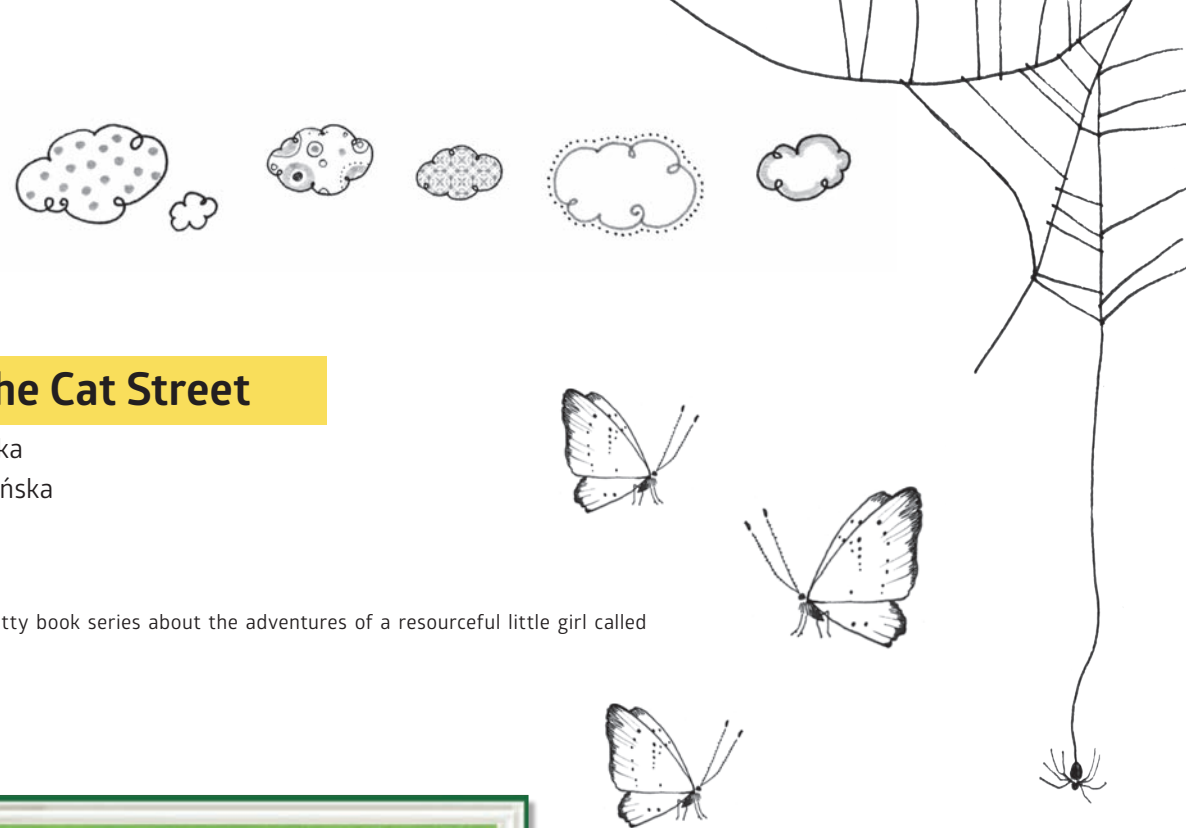 he Cat Street
ka
ńska
tty book series about the adventures of a resourceful little girl called